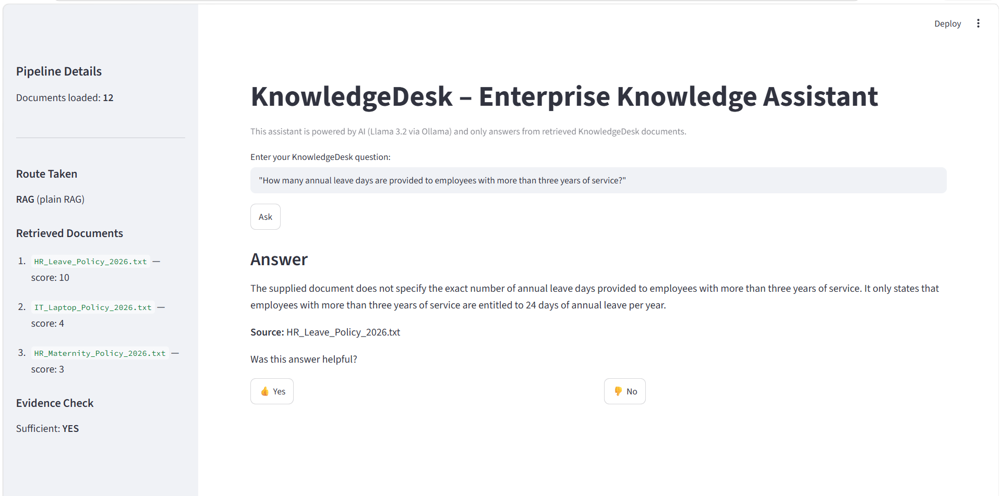 Deploy
Pipeline Details
Documents loaded: 12
Route Taken
RAG (plain RAG)
Retrieved Documents
1. HR_Leave_Policy_2026.txt —
score: 10
2. IT_Laptop_Policy_2026.txt —
score: 4
3. HR_Maternity_Policy_2026.txt —
score: 3
Evidence Check
Sufficient: YES
KnowledgeDesk – Enterprise Knowledge Assistant
This assistant is powered by AI (Llama 3.2 via Ollama) and only answers from retrieved KnowledgeDesk documents.
Enter your KnowledgeDesk question:
"How many annual leave days are provided to employees with more than three years of service?"
Ask
Answer
The supplied document does not specify the exact number of annual leave days provided to employees with more than three years of service. It only states that
employees with more than three years of service are entitled to 24 days of annual leave per year.
Source: HR_Leave_Policy_2026.txt
Was this answer helpful?
👍 Yes
👎 No